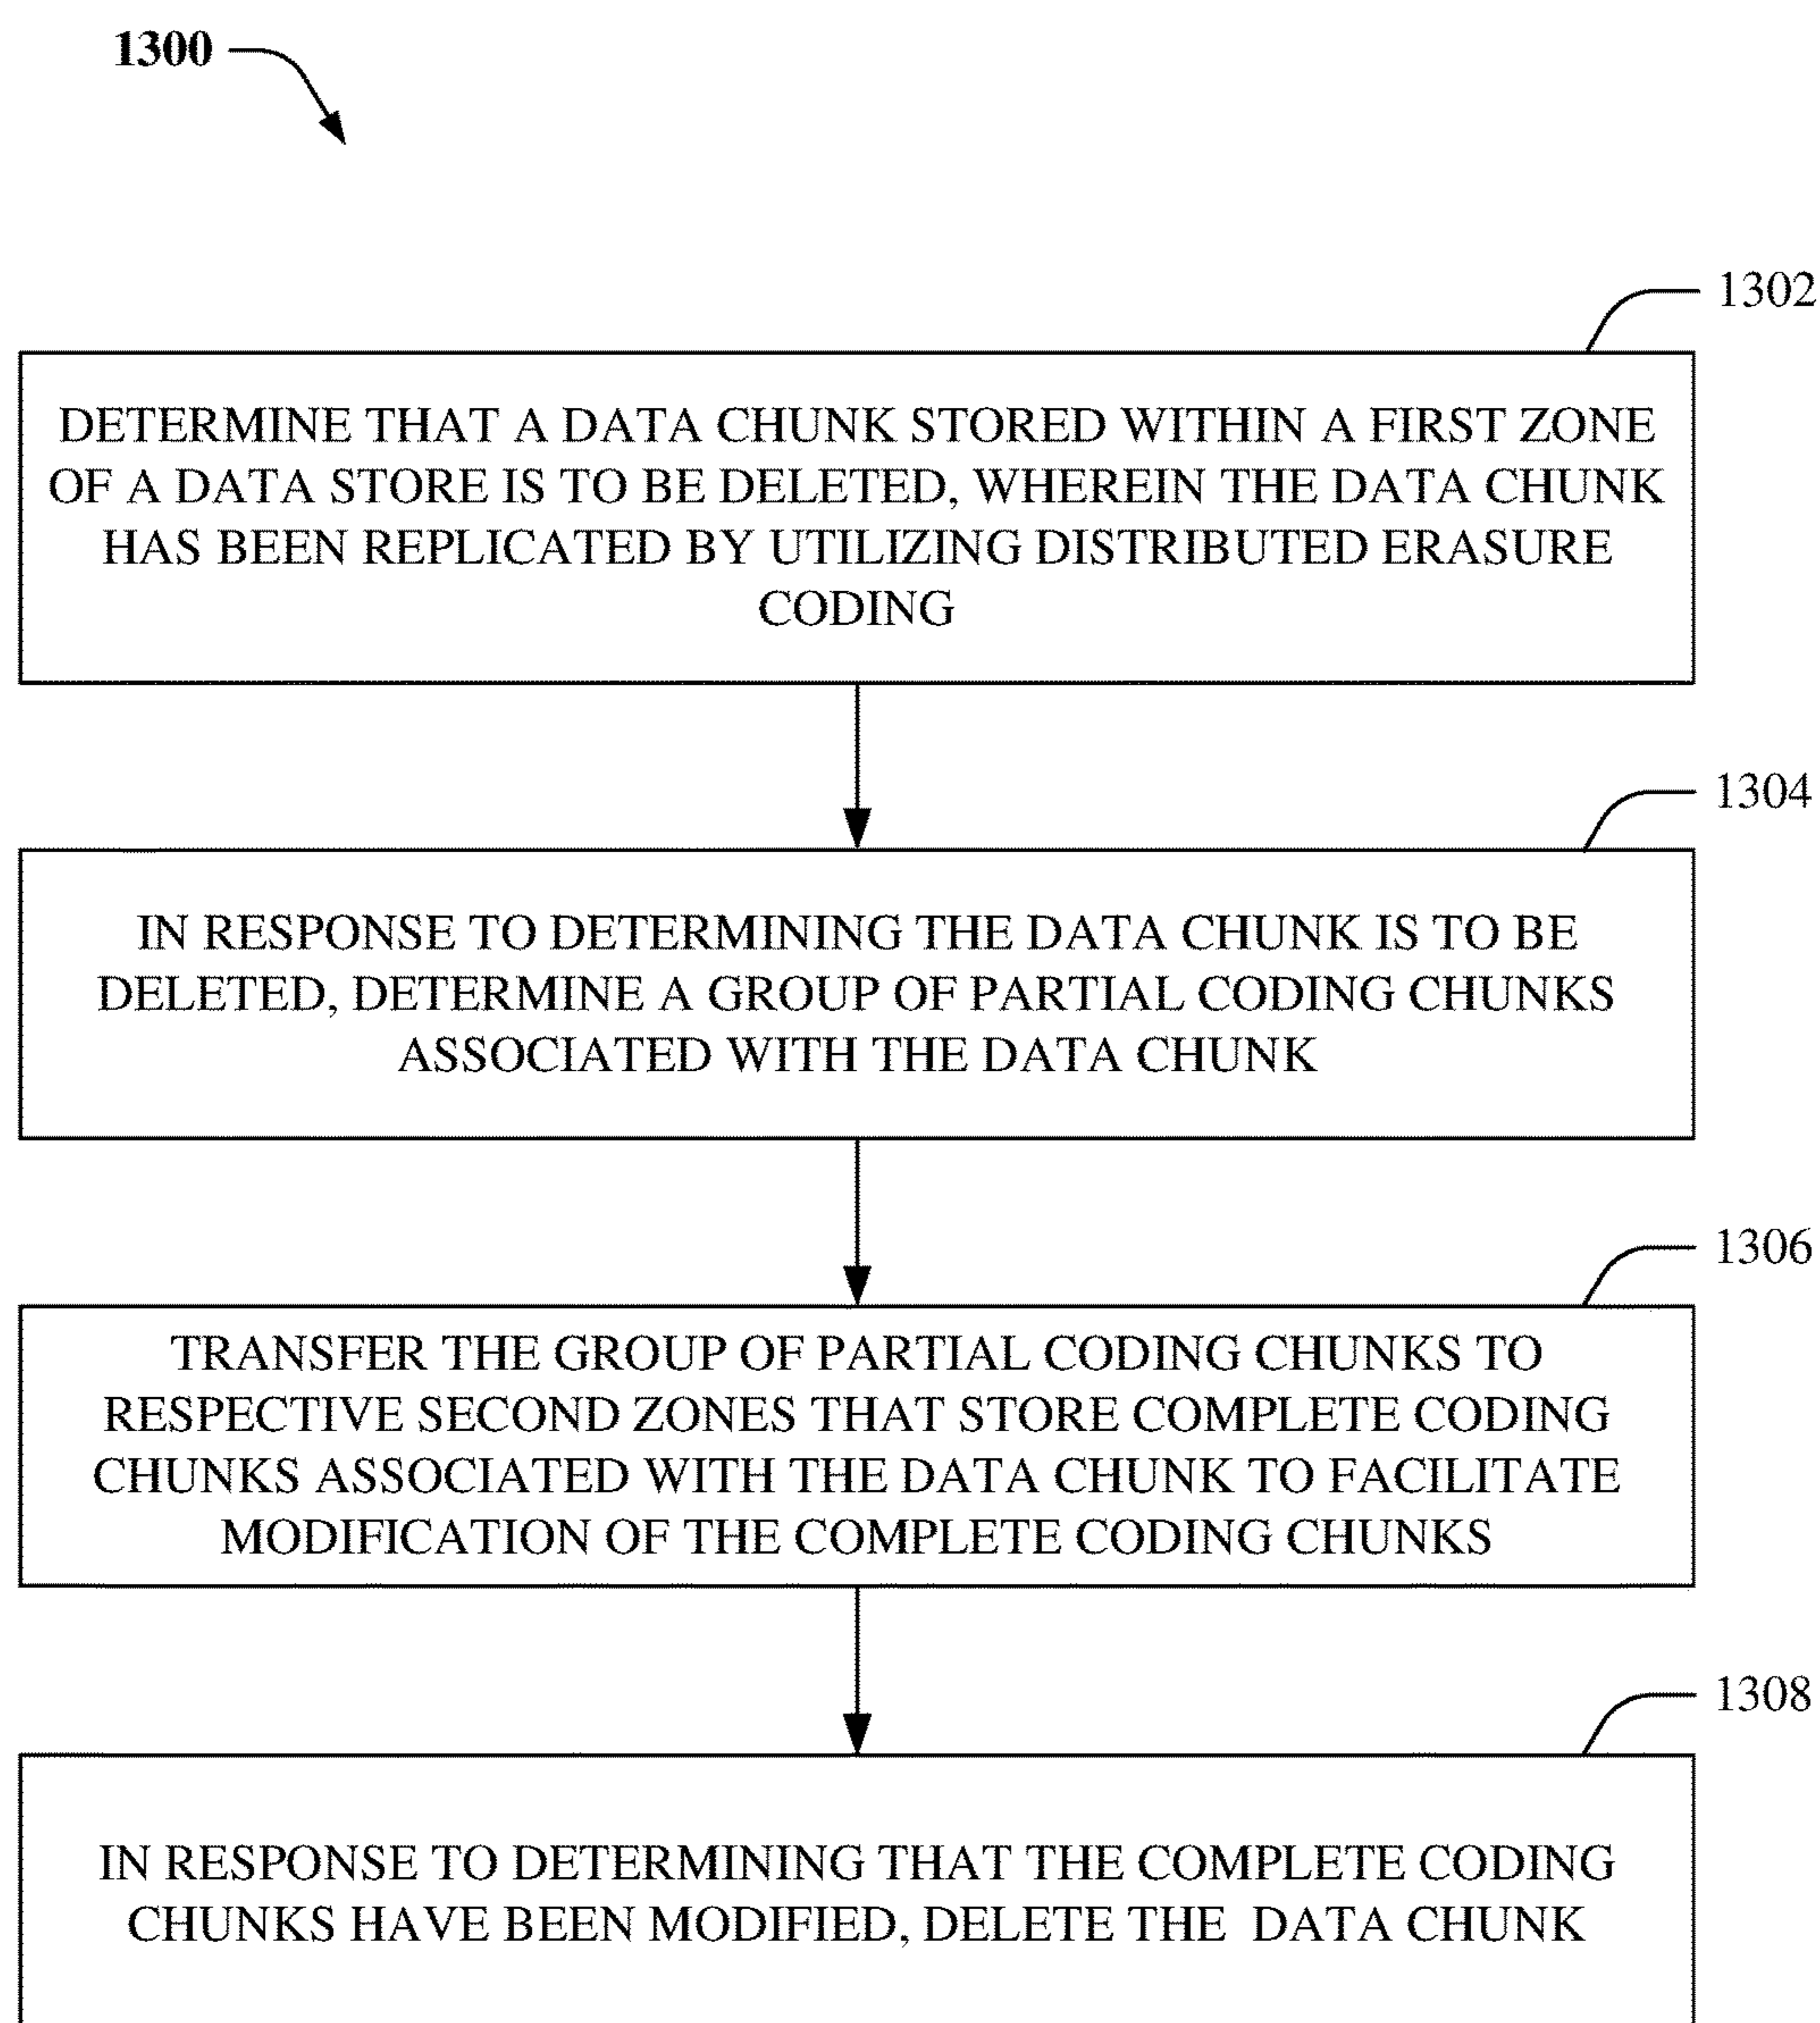 1300
1302
DETERMINE THAT A DATA CHUNK STORED WITHIN A FIRST ZONE
OF A DATA STORE IS TO BE DELETED, WHEREIN THE DATA CHUNK
HAS BEEN REPLICATED BY UTILIZING DISTRIBUTED ERASURE
CODING
1304
IN RESPONSE TO DETERMINING THE DATA CHUNK IS TO BE
DELETED, DETERMINE A GROUP OF PARTIAL CODING CHUNKS
ASSOCIATED WITH THE DATA CHUNK
1306
TRANSFER THE GROUP OF PARTIAL CODING CHUNKS TO
RESPECTIVE SECOND ZONES THAT STORE COMPLETE CODING
CHUNKS ASSOCIATED WITH THE DATA CHUNK TO FACILITATE
MODIFICATION OF THE COMPLETE CODING CHUNKS
1308
IN RESPONSE TO DETERMINING THAT THE COMPLETE CODING
CHUNKS HAVE BEEN MODIFIED, DELETE THE DATA CHUNK